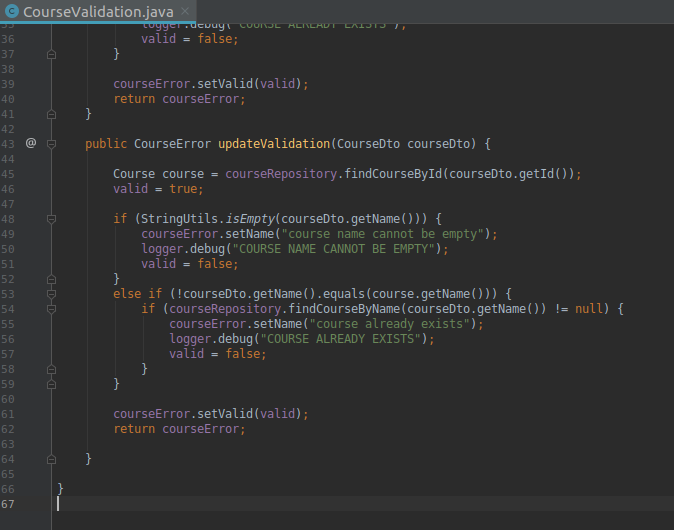 CourseValidation.java ×
35 logger.debug("COURSE ALREADY EXISTS");
36 valid = false;
37 }
38
39 courseError.setValid(valid);
40 return courseError;
41 }
42
43 @ public CourseError updateValidation(CourseDto courseDto) {
44
45 Course course = courseRepository.findCourseById(courseDto.getId());
46 valid = true;
47
48 if (StringUtils.isEmpty(courseDto.getName())) {
49 courseError.setName("course name cannot be empty");
50 logger.debug("COURSE NAME CANNOT BE EMPTY");
51 valid = false;
52 }
53 else if (!courseDto.getName().equals(course.getName())) {
54 if (courseRepository.findCourseByName(courseDto.getName()) != null) {
55 courseError.setName("course already exists");
56 logger.debug("COURSE ALREADY EXISTS");
57 valid = false;
58 }
59 }
60
61 courseError.setValid(valid);
62 return courseError;
63
64 }
65
66 }
67